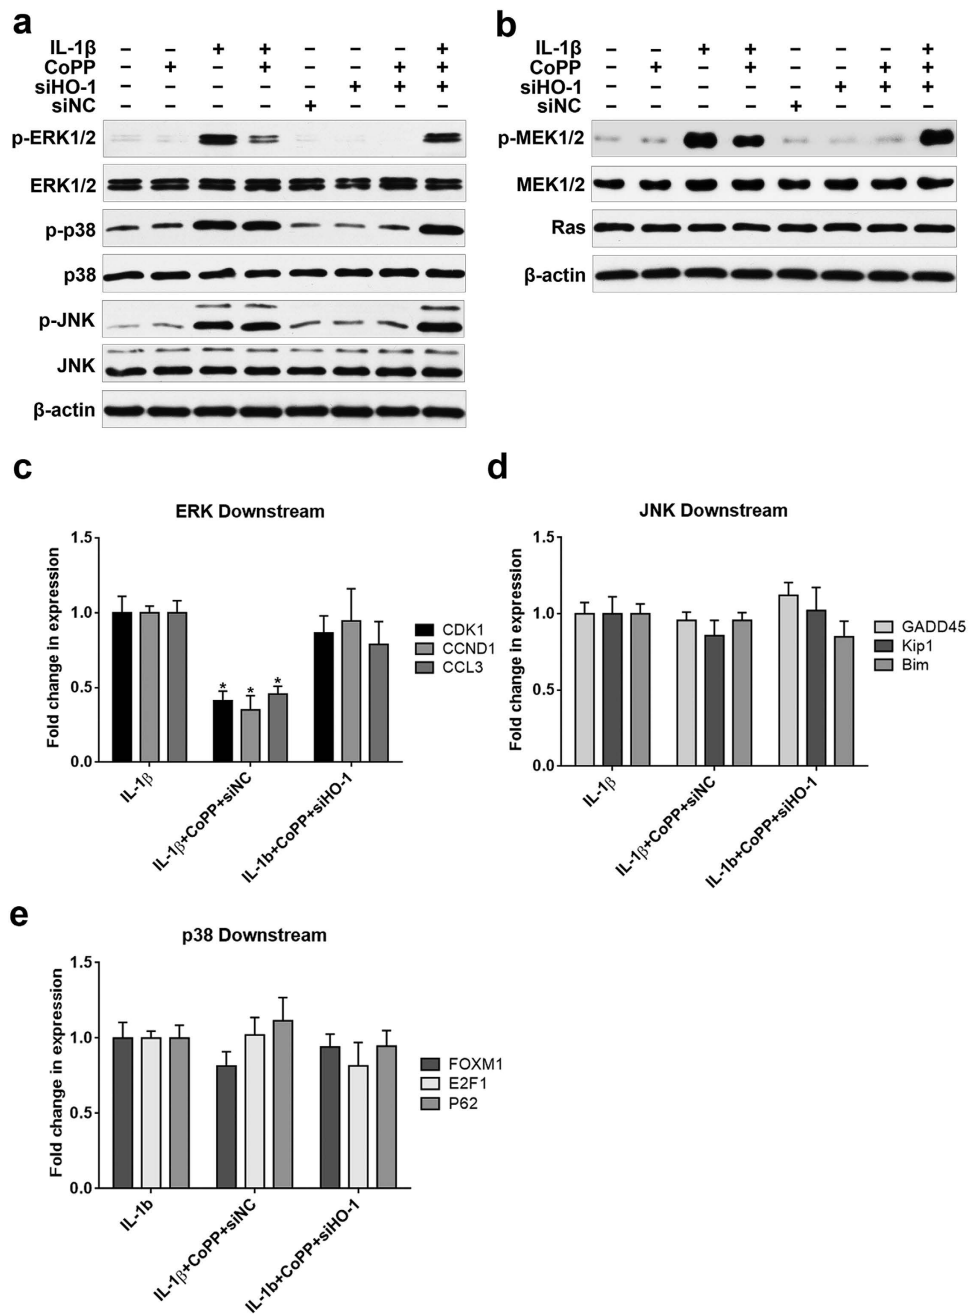 a
IL-1β − − + + − − − +
CoPP − + − + − − + +
siHO-1 − − − − − + + +
siNC − − − − + − − −
p-ERK1/2
ERK1/2
p-p38
p38
p-JNK
JNK
β-actin
b
IL-1β − − + + − − − +
CoPP − + − + − − + +
siHO-1 − − − − − + + +
siNC − − − − + − − −
p-MEK1/2
MEK1/2
Ras
β-actin
c
ERK Downstream
Fold change in expression
1.5
1.0
0.5
0.0
* * *
IL-1β
IL-1β+CoPP+siNC
IL-1b+CoPP+siHO-1
CDK1
CCND1
CCL3
d
JNK Downstream
Fold change in expression
1.5
1.0
0.5
0.0
IL-1β
IL-1β+CoPP+siNC
IL-1b+CoPP+siHO-1
GADD45
Kip1
Bim
e
p38 Downstream
Fold change in expression
1.5
1.0
0.5
0.0
IL-1b
IL-1β+CoPP+siNC
IL-1b+CoPP+siHO-1
FOXM1
E2F1
P62